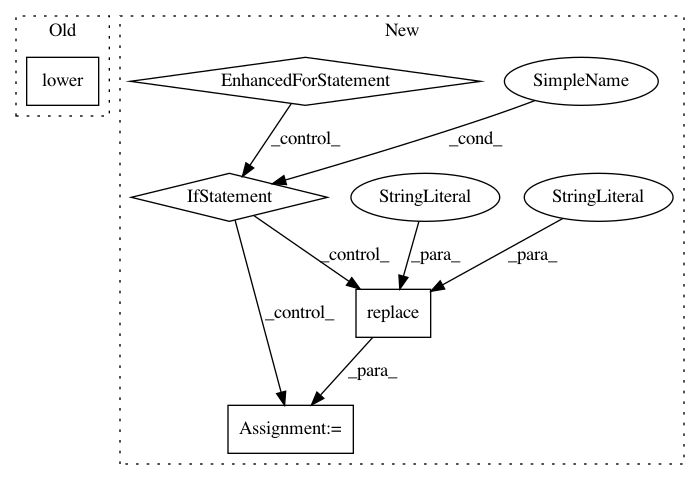 Old
New
lower
EnhancedForStatement
SimpleName
_control_
_cond_
IfStatement
StringLiteral
StringLiteral
_control_
_para_
_para_
_control_
replace
_para_
Assignment:=